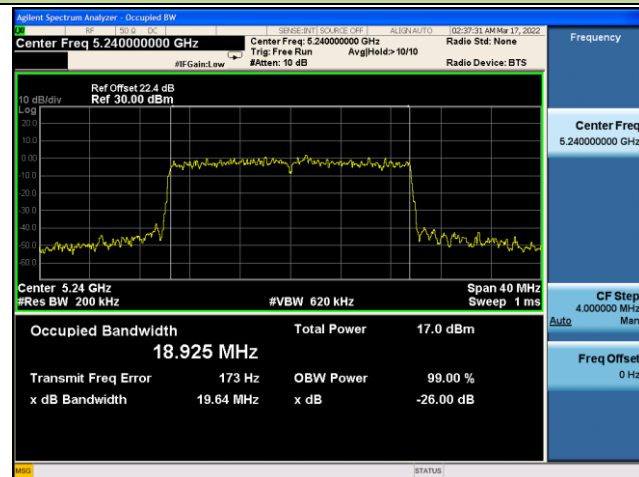 Agilent Spectrum Analyzer - Occupied BW
RF 50 Ω DC SENSE:INT SOURCE OFF ALIGN AUTO 02:37:31 AM Mar 17, 2022
Center Freq 5.240000000 GHz
Center Freq: 5.240000000 GHz
Radio Std: None
Trig: Free Run Avg|Hold:> 10/10
#IFGain:Low #Atten: 10 dB
Radio Device: BTS
Ref Offset 22.4 dB
10 dB/div Ref 30.00 dBm
Log
20.0
10.0
0.00
-10.0
-20.0
-30.0
-40.0
-50.0
-60.0
Center 5.24 GHz Span 40 MHz
#Res BW 200 kHz #VBW 620 kHz Sweep 1 ms
Occupied Bandwidth Total Power 17.0 dBm
18.925 MHz
Transmit Freq Error 173 Hz OBW Power 99.00 %
x dB Bandwidth 19.64 MHz x dB -26.00 dB
MSG STATUS
Frequency
Center Freq
5.240000000 GHz
CF Step
4.000000 MHz
Auto Man
Freq Offset
0 Hz